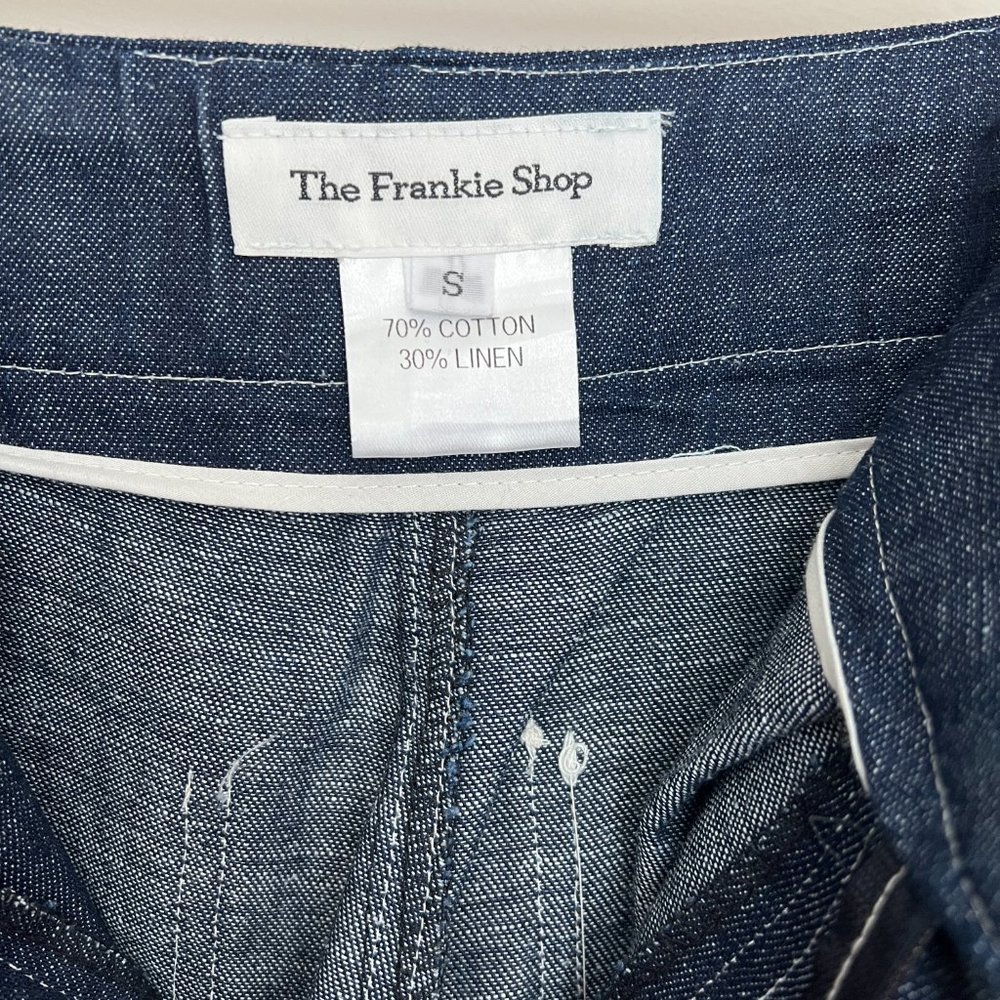 The Frankie Shop
S
70% COTTON
30% LINEN